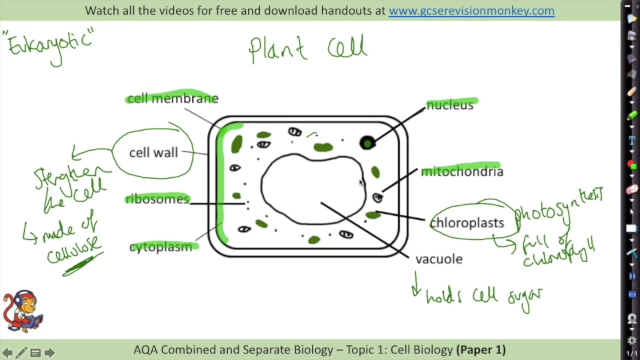 Watch all the videos for free and download handouts at www.gcserevisionmonkey.com
"Eukaryotic"
Plant Cell
cell membrane
nucleus
cell wall
Strengthen
the cell
↳ made of
cellulose
mitochondria
ribosomes
photosynthesis
chloroplasts
↳ full of
chlorophyll
cytoplasm
vacuole
↓ holds cell sugar
AQA Combined and Separate Biology – Topic 1: Cell Biology (Paper 1)